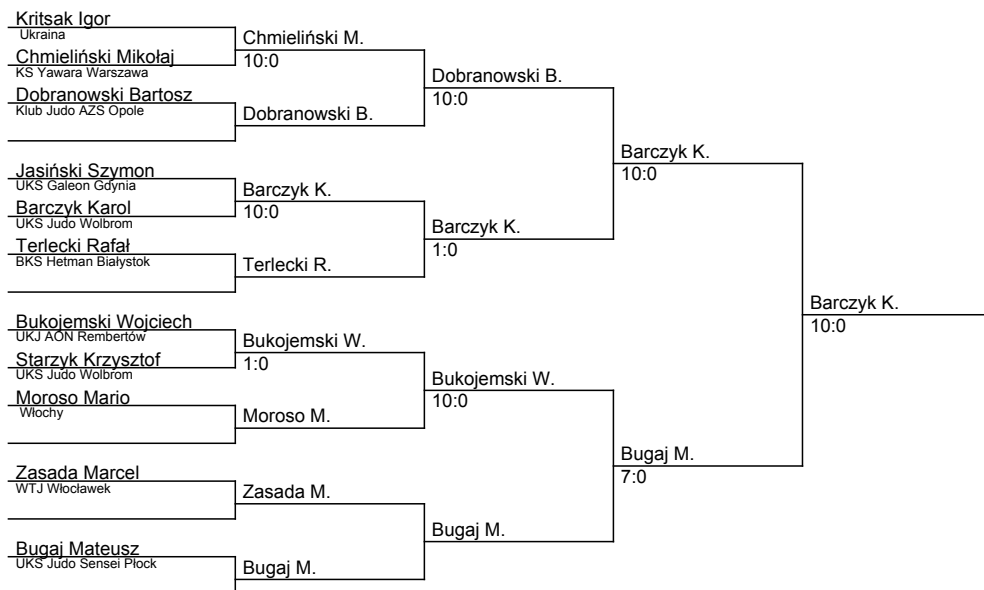 Kritsak Igor
Ukraina
Chmieliński Mikołaj
KS Yawara Warszawa
Dobranowski Bartosz
Klub Judo AZS Opole
Jasiński Szymon
UKS Galeon Gdynia
Barczyk Karol
UKS Judo Wolbrom
Terlecki Rafał
BKS Hetman Białystok
Bukojemski Wojciech
UKJ AON Rembertów
Starzyk Krzysztof
UKS Judo Wolbrom
Moroso Mario
Włochy
Zasada Marcel
WTJ Włocławek
Bugaj Mateusz
UKS Judo Sensei Płock
Chmieliński M.
10:0
Dobranowski B.
Barczyk K.
10:0
Terlecki R.
Bukojemski W.
1:0
Moroso M.
Zasada M.
Bugaj M.
Dobranowski B.
10:0
Barczyk K.
1:0
Bukojemski W.
10:0
Bugaj M.
Barczyk K.
10:0
Bugaj M.
7:0
Barczyk K.
10:0